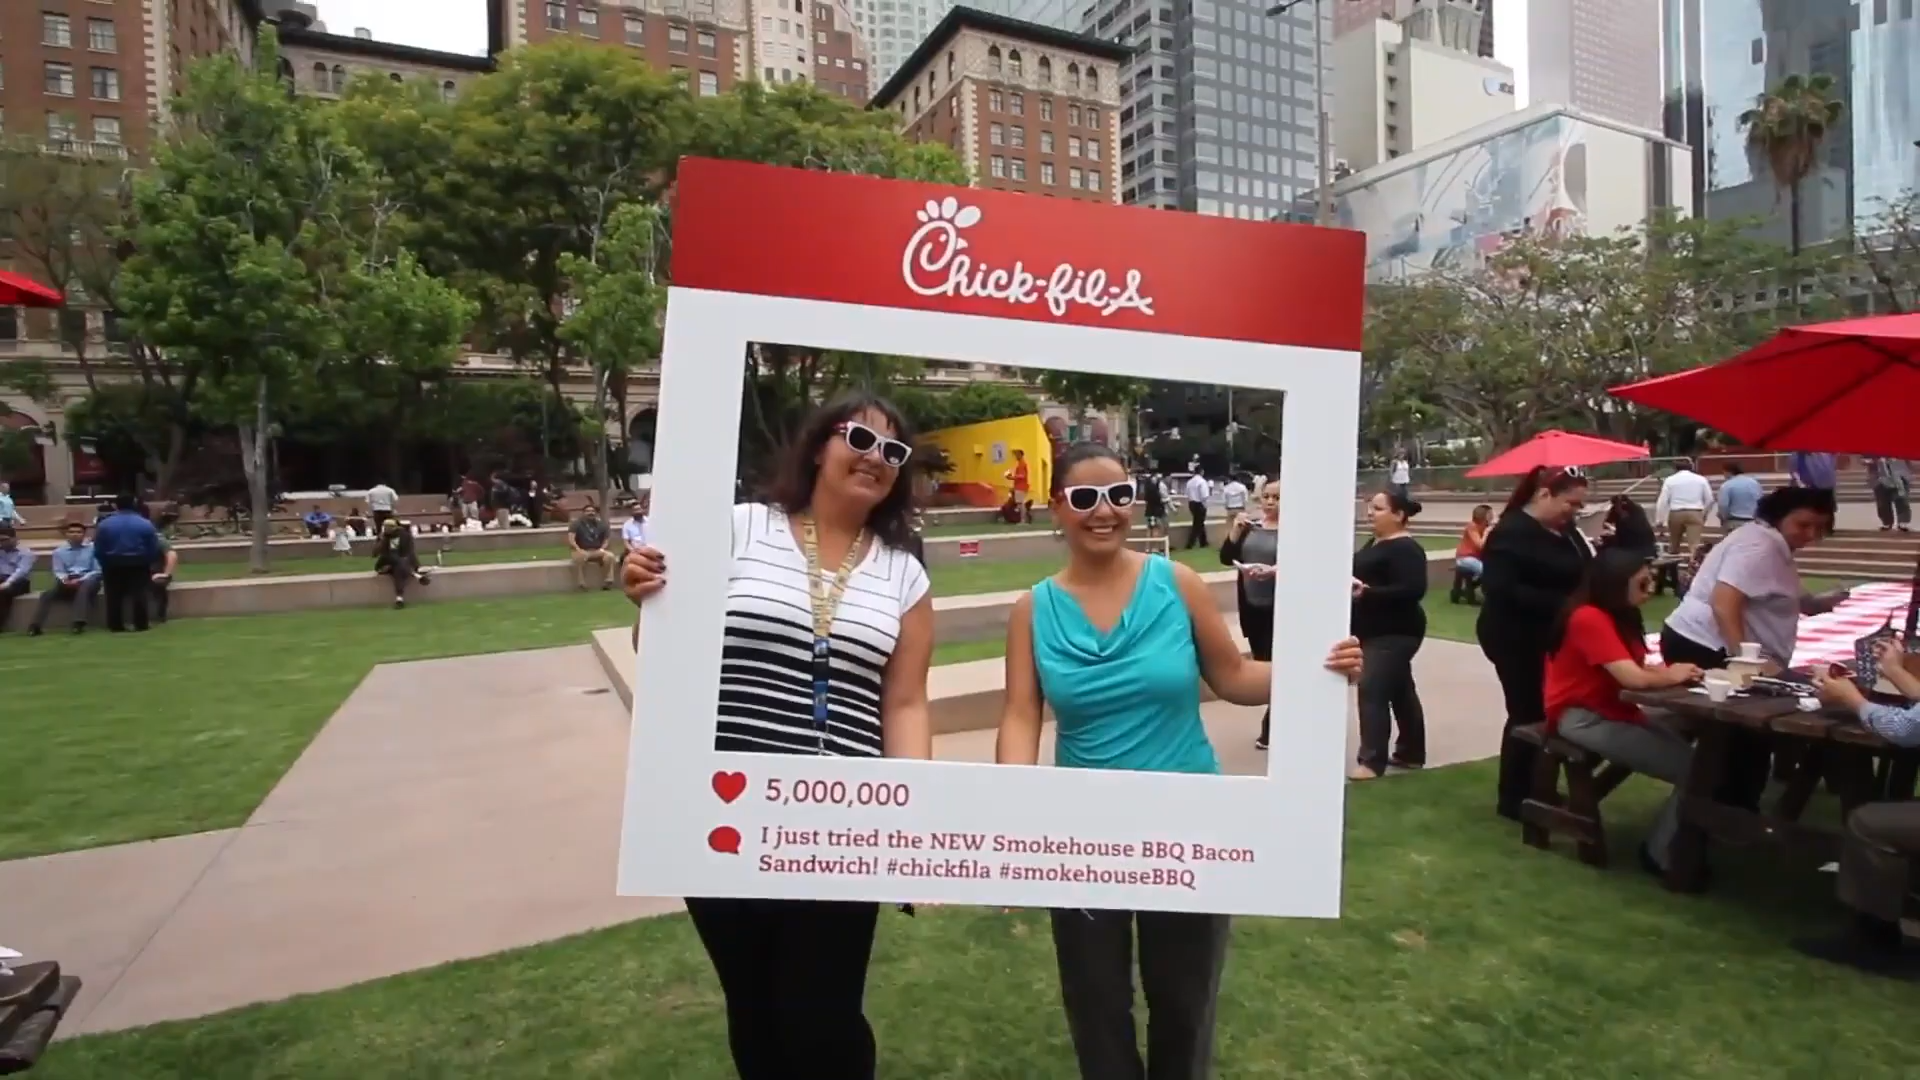 Chick-fil-A
5,000,000
I just tried the NEW Smokehouse BBQ Bacon
Sandwich! #chickfila #smokehouseBBQ